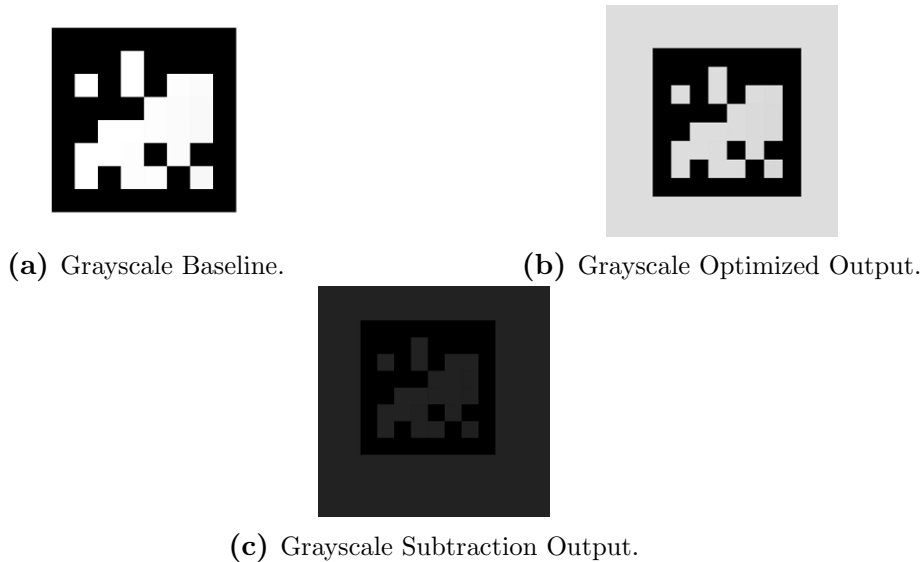 (a) Grayscale Baseline.
(b) Grayscale Optimized Output.
(c) Grayscale Subtraction Output.